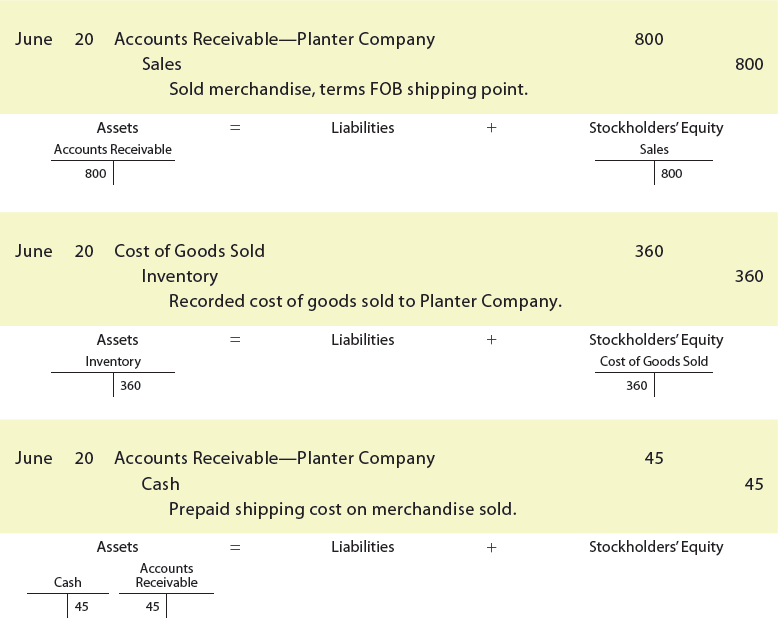 June 20 Accounts Receivable—Planter Company 800
Sales 800
Sold merchandise, terms FOB shipping point.
Assets = Liabilities + Stockholders’ Equity
Accounts Receivable Sales
800 800
June 20 Cost of Goods Sold 360
Inventory 360
Recorded cost of goods sold to Planter Company.
Assets = Liabilities + Stockholders’ Equity
Inventory Cost of Goods Sold
360 360
June 20 Accounts Receivable—Planter Company 45
Cash 45
Prepaid shipping cost on merchandise sold.
Assets = Liabilities + Stockholders’ Equity
Accounts
Cash Receivable
45 45